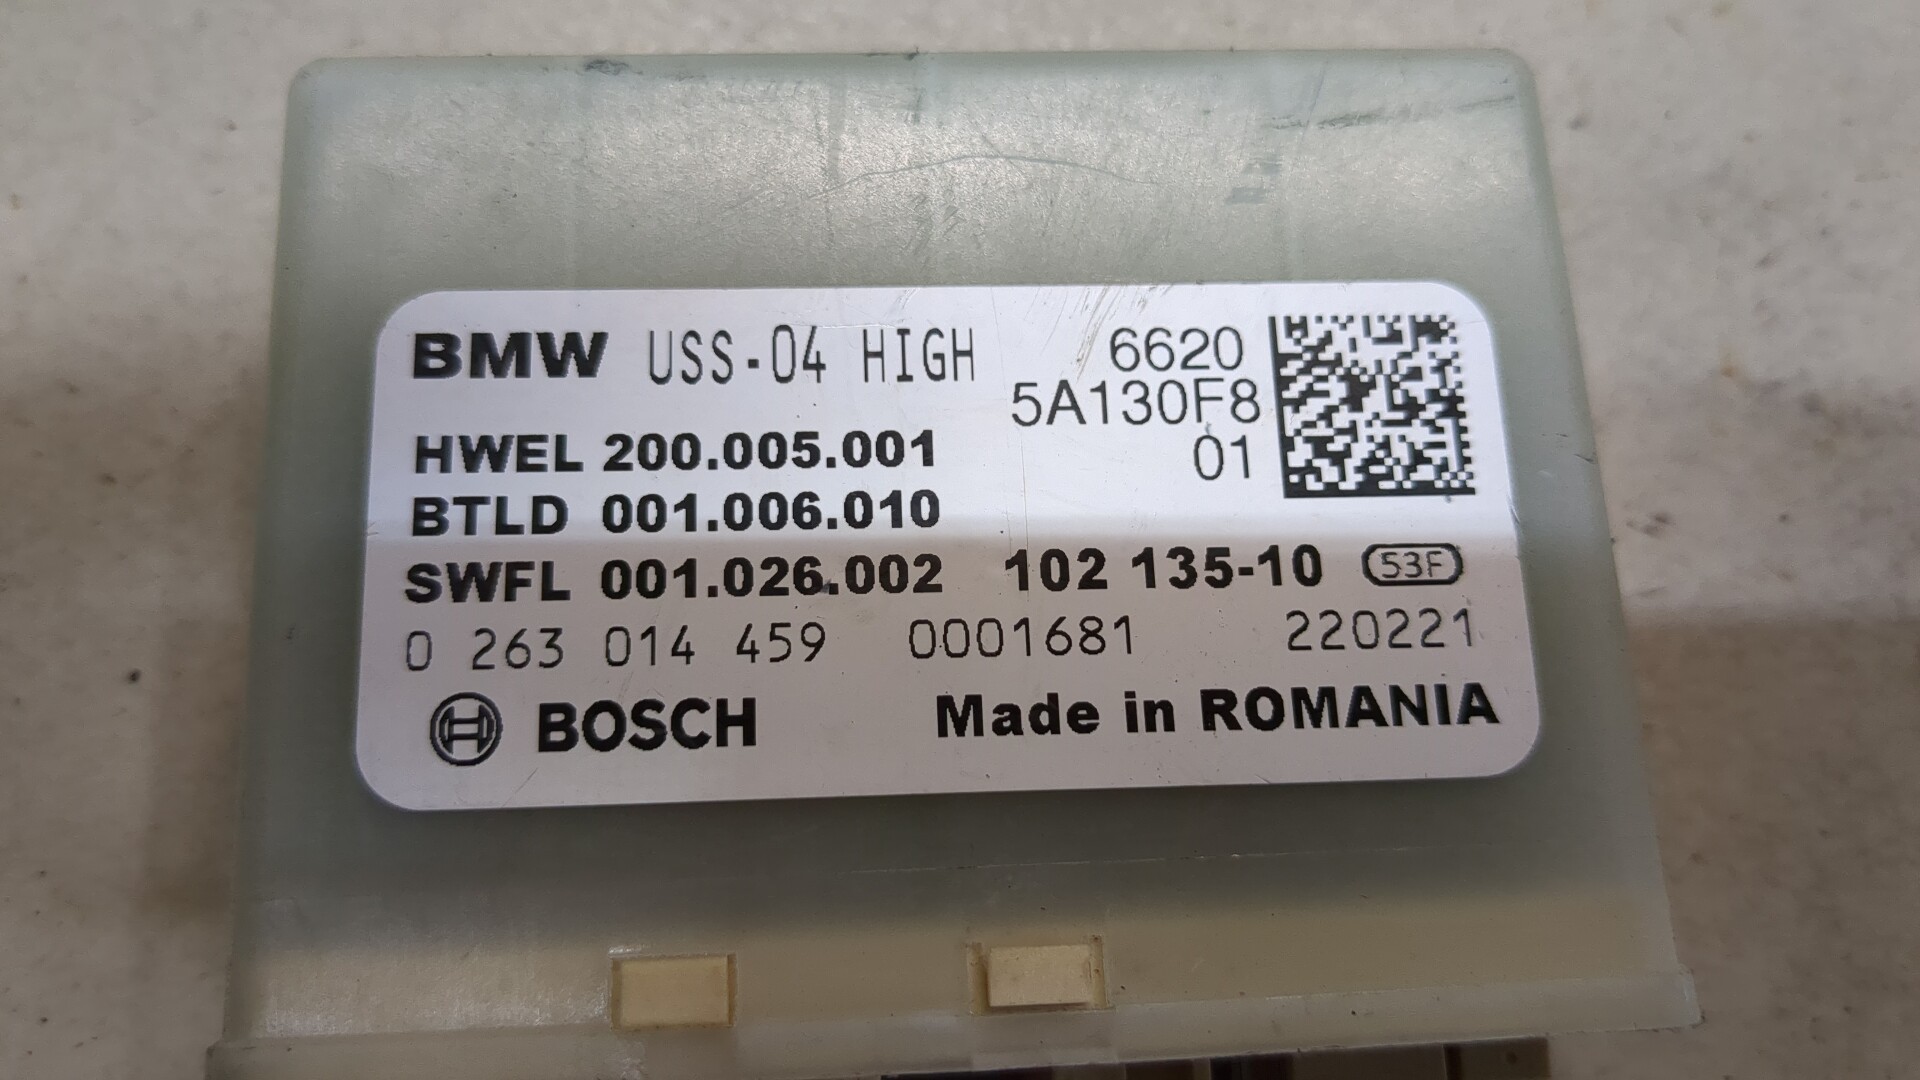 BMW USS-04 HIGH 6620
5A130F8
HWEL 200.005.001 01
BTLD 001.006.010
SWFL 001.026.002 102 135-10 53F
0 263 014 459 0001681 220221
BOSCH Made in ROMANIA